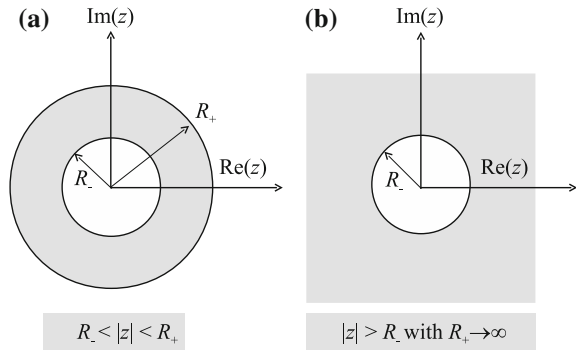 (a)
Im(z)
R₊
Re(z)
R₋
R₋ < |z| < R₊
(b)
Im(z)
Re(z)
R₋
|z| > R₋ with R₊→∞